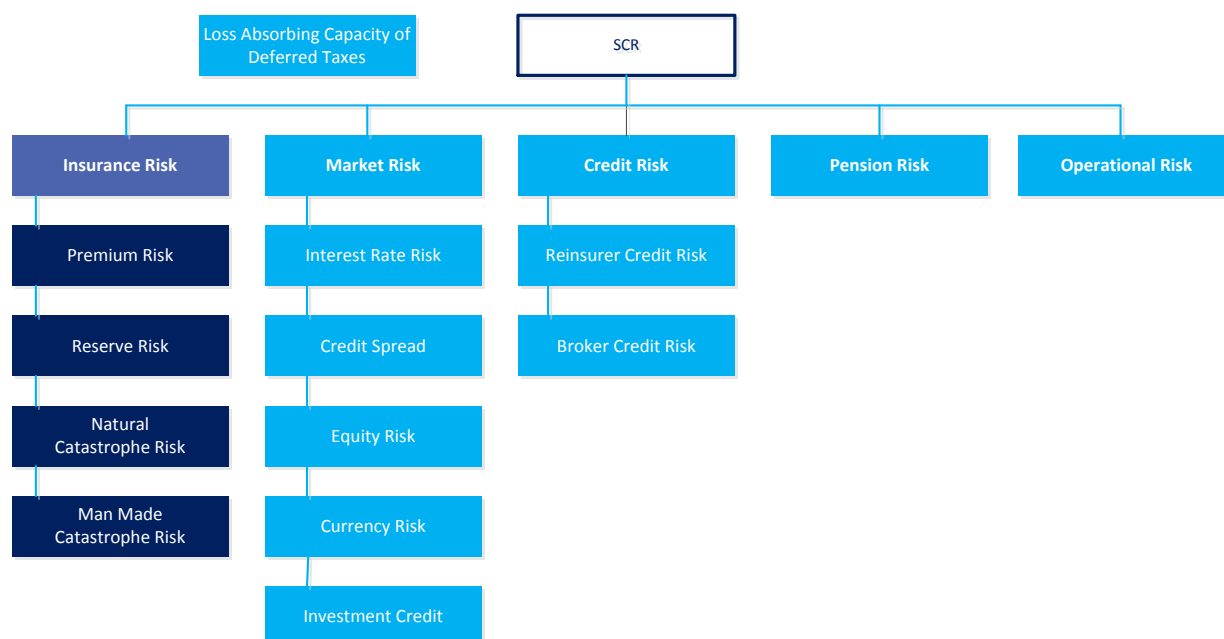 Loss Absorbing Capacity of
Deferred Taxes
SCR
Insurance Risk
Market Risk
Credit Risk
Pension Risk
Operational Risk
Premium Risk
Interest Rate Risk
Reinsurer Credit Risk
Reserve Risk
Credit Spread
Broker Credit Risk
Natural
Catastrophe Risk
Equity Risk
Man Made
Catastrophe Risk
Currency Risk
Investment Credit